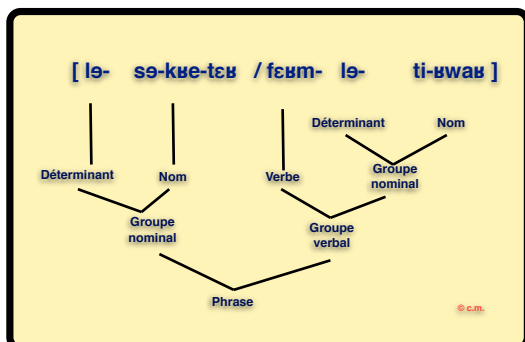 [ lə- sə-kʁe-tɛʁ / fɛʁm- lə- ti-ʁwaʁ ]
Déterminant Nom
Déterminant Nom Verbe Groupe
nominal
Groupe
nominal
Groupe
verbal
Phrase
© c.m.